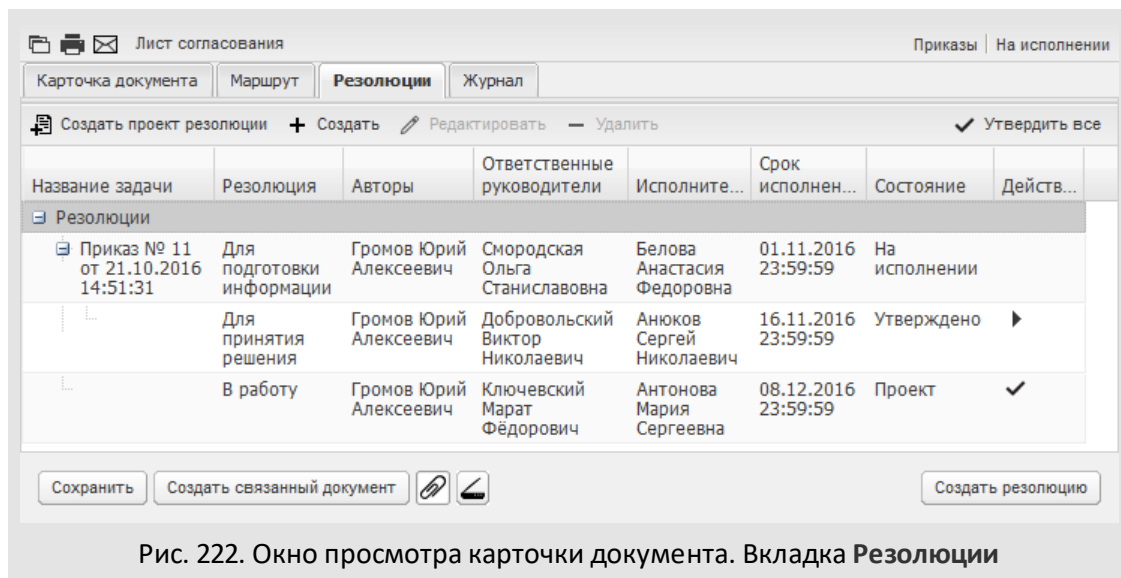 Лист согласования
Приказы | На исполнении
Карточка документа Маршрут Резолюции Журнал
Создать проект резолюции Создать Редактировать Удалить Утвердить все
Название задачи Резолюция Авторы Ответственные руководители Исполните... Срок исполнен... Состояние Действ...
Резолюции
Приказ № 11 Для Громов Юрий Смородская Белова 01.11.2016 На
от 21.10.2016 подготовки Алексеевич Ольга Анастасия 23:59:59 исполнении
14:51:31 информации Станиславовна Федоровна
Для Громов Юрий Добровольский Анюков 16.11.2016 Утверждено
принятия Алексеевич Виктор Сергей 23:59:59
решения Николаевич Николаевич
В работу Громов Юрий Ключевский Антонова 08.12.2016 Проект
Алексеевич Марат Мария 23:59:59
Фёдорович Сергеевна
Сохранить Создать связанный документ Создать резолюцию
Рис. 222. Окно просмотра карточки документа. Вкладка Резолюции